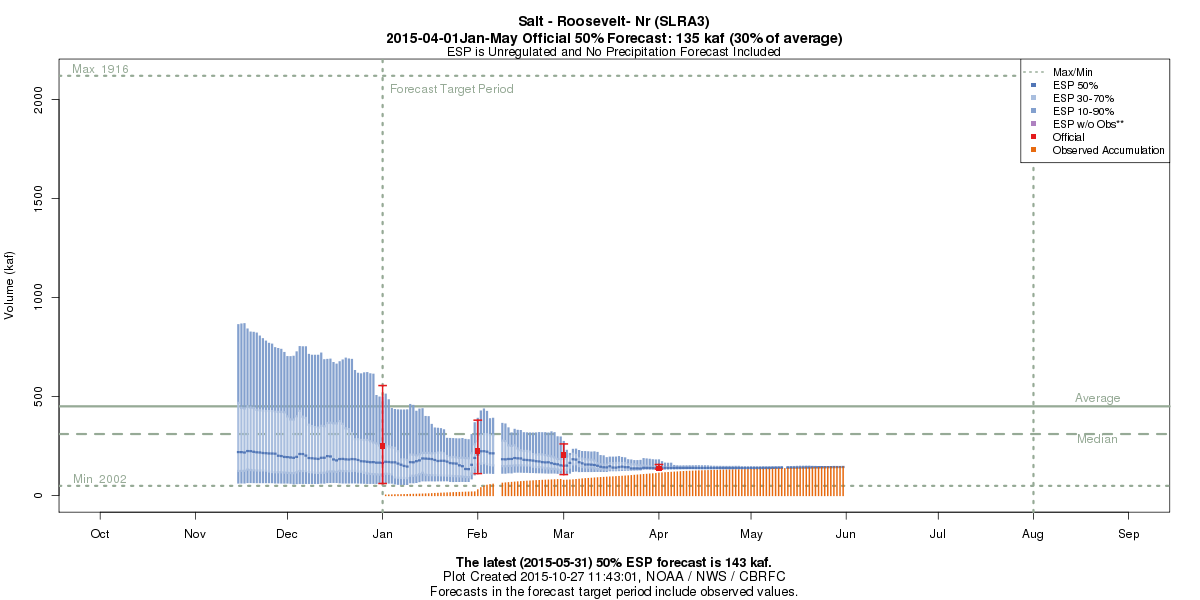 Salt - Roosevelt- Nr (SLRA3)
2015-04-01Jan-May Official 50% Forecast: 135 kaf (30% of average)
ESP is Unregulated and No Precipitation Forecast Included
Max 1916
Forecast Target Period
Max/Min
ESP 50%
ESP 30-70%
ESP 10-90%
ESP w/o Obs**
Official
Observed Accumulation
Average
Median
Min 2002
Volume (kaf)
2000
1500
1000
500
0
Oct Nov Dec Jan Feb Mar Apr May Jun Jul Aug Sep
The latest (2015-05-31) 50% ESP forecast is 143 kaf.
Plot Created 2015-10-27 11:43:01, NOAA / NWS / CBRFC
Forecasts in the forecast target period include observed values.